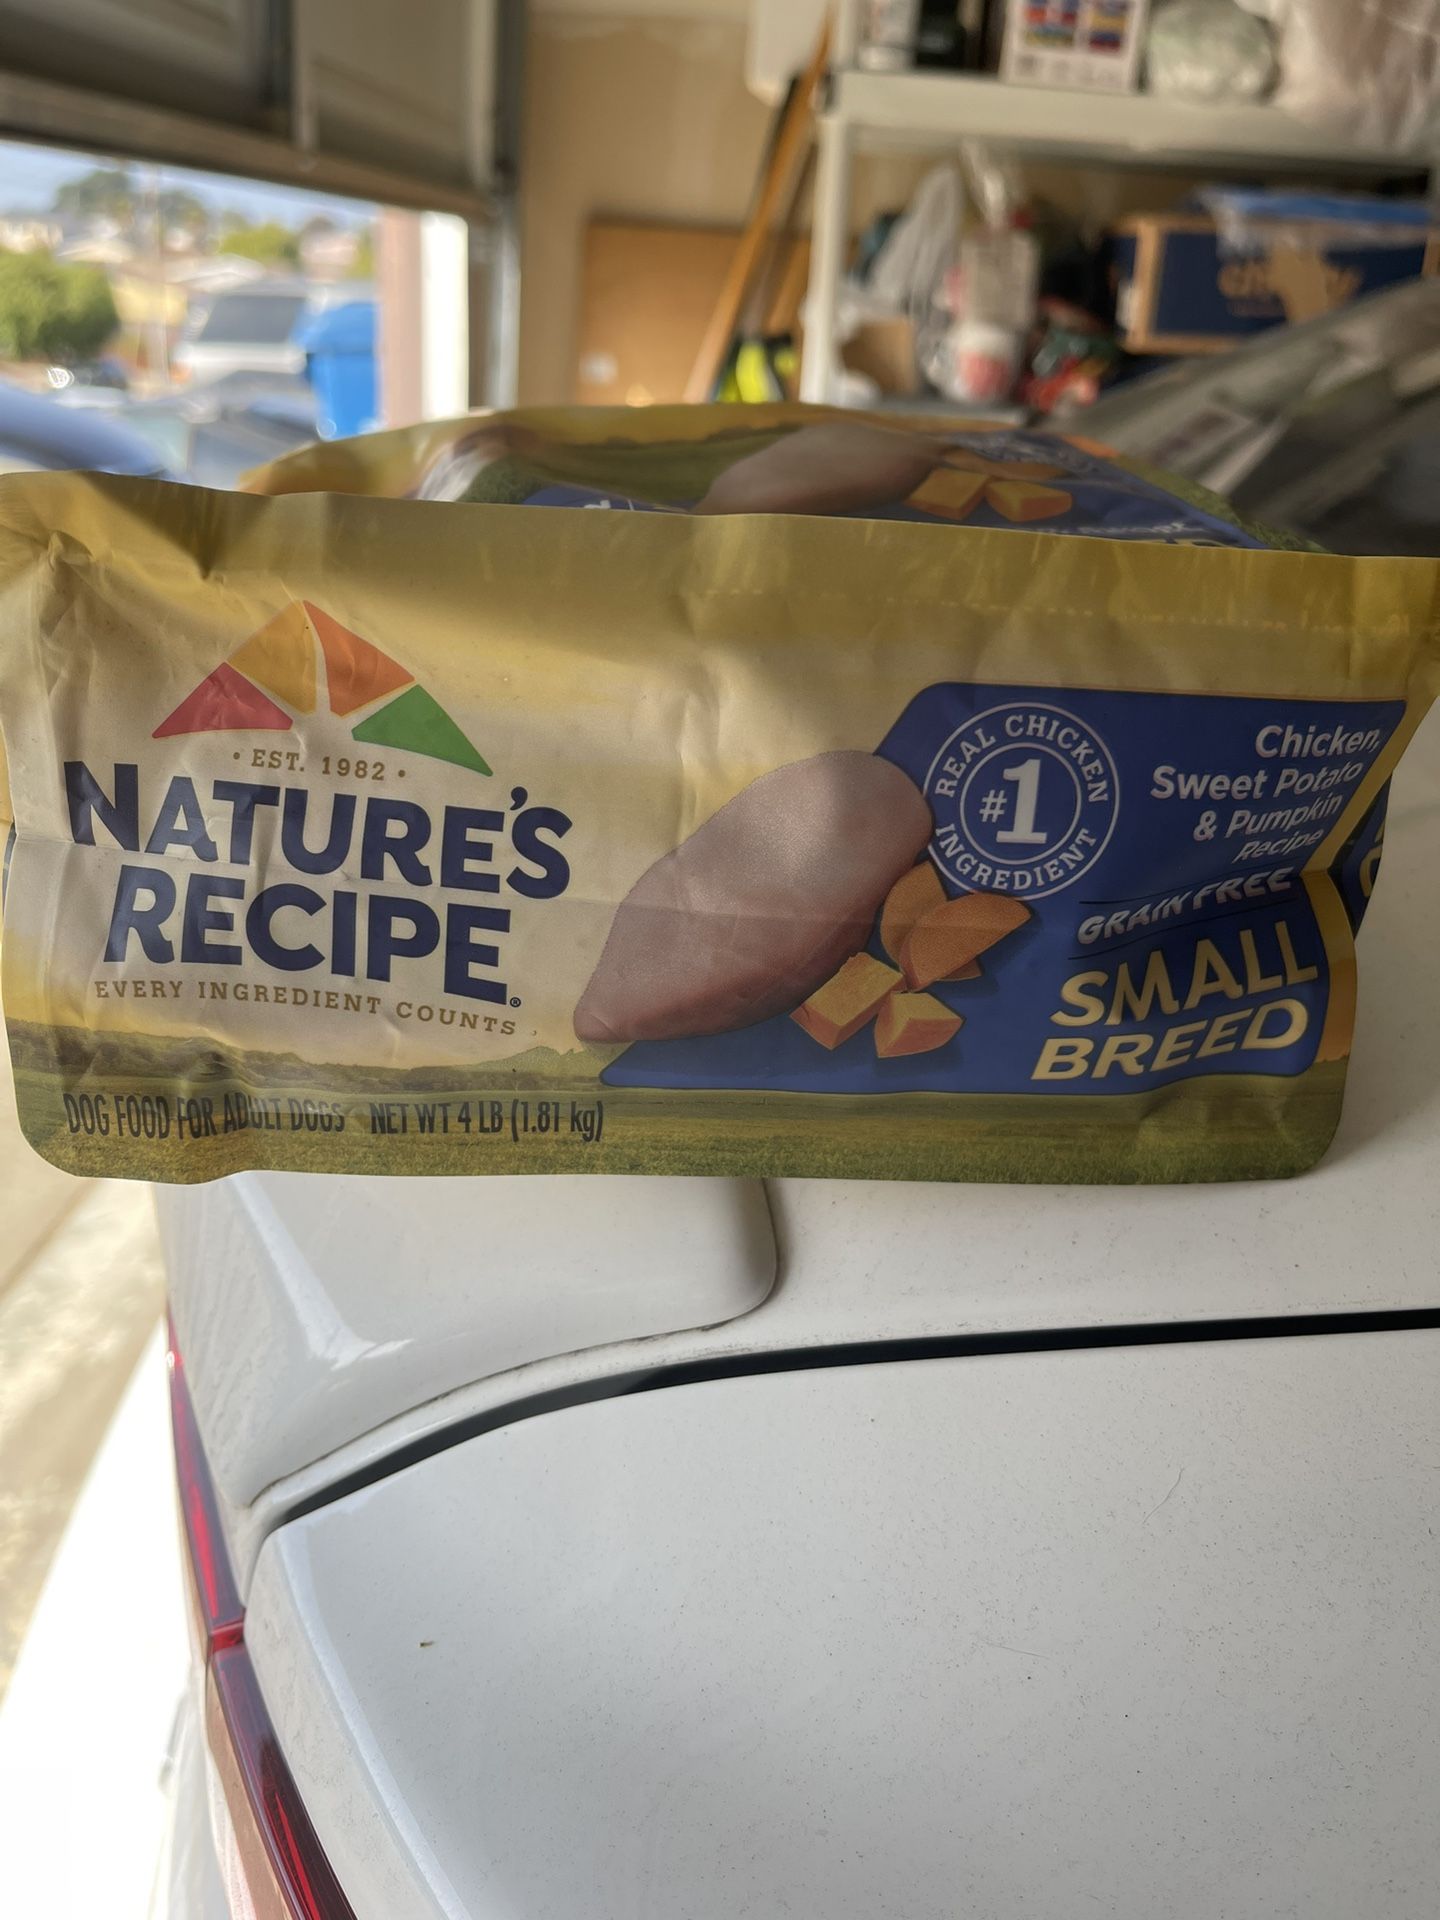 EST. 1982
NATURE'S
RECIPE®
EVERY INGREDIENT COUNTS
DOG FOOD FOR ADULT DOGS NET WT 4 LB (1.81 kg)
REAL CHICKEN
#1
INGREDIENT
Chicken,
Sweet Potato
& Pumpkin
Recipe
GRAIN FREE
SMALL
BREED